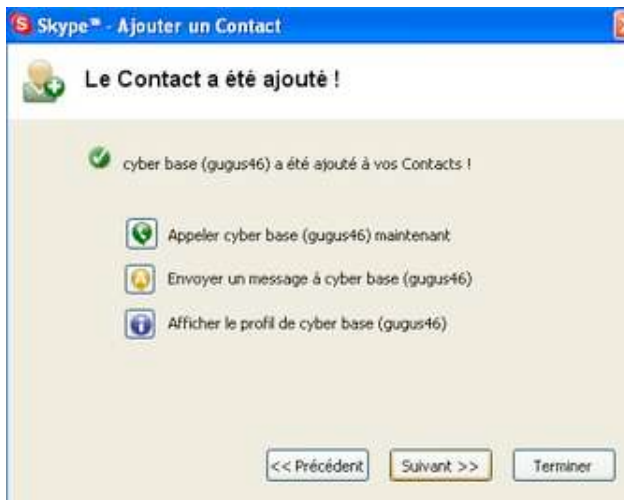 Skype™ - Ajouter un Contact
Le Contact a été ajouté !
cyber base (gugus46) a été ajouté à vos Contacts !
Appeler cyber base (gugus46) maintenant
Envoyer un message à cyber base (gugus46)
Afficher le profil de cyber base (gugus46)
<< Précédent Suivant >> Terminer